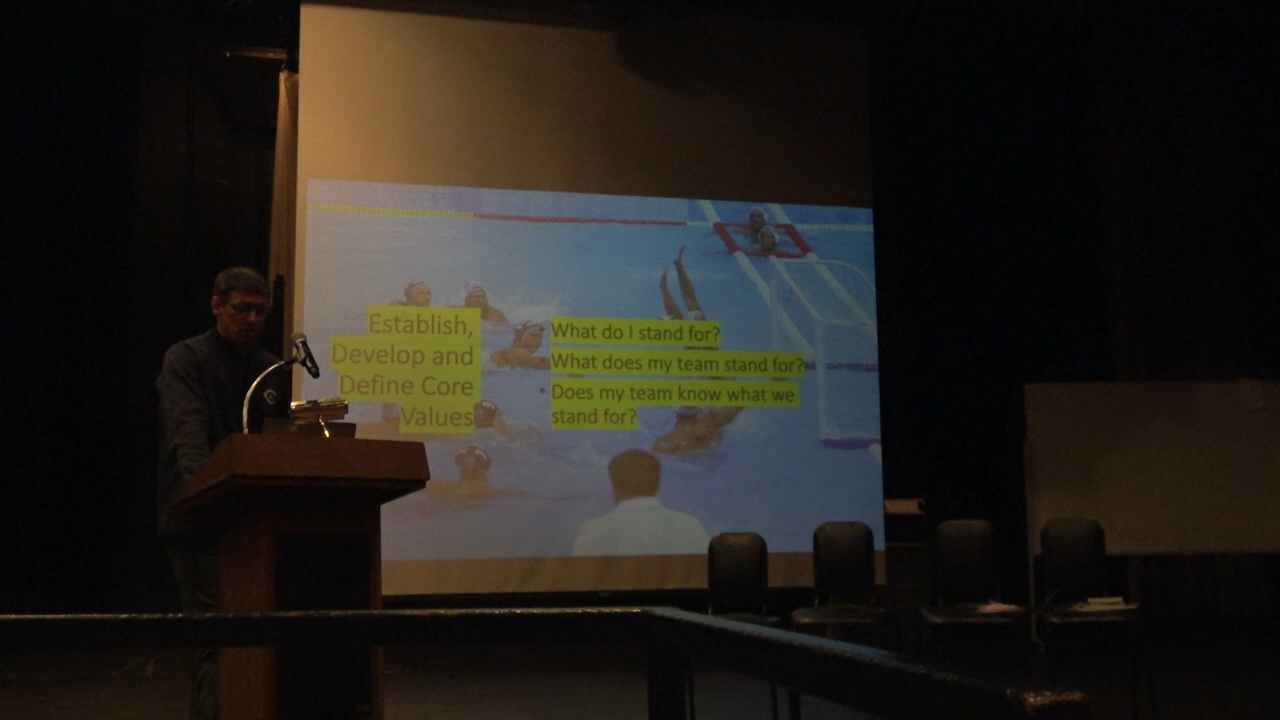 Establish,
Develop and
Define Core
Values
What do I stand for?
What does my team stand for?
Does my team know what we
stand for?